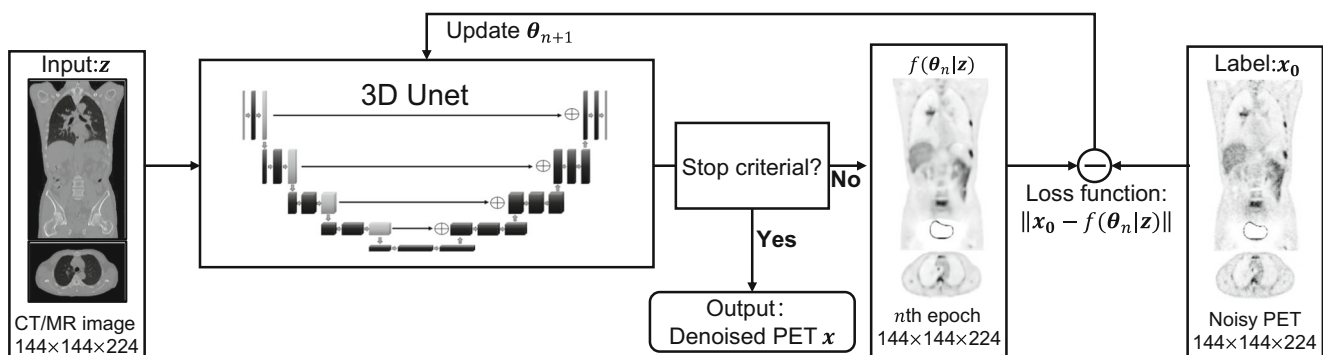 Update θₙ₊₁
Input:z
CT/MR image
144×144×224
3D Unet
Stop criterial?
No
Yes
Output:
Denoised PET x
f(θₙ|z)
nth epoch
144×144×224
Loss function:
‖x₀ − f(θₙ|z)‖
Label:x₀
Noisy PET
144×144×224